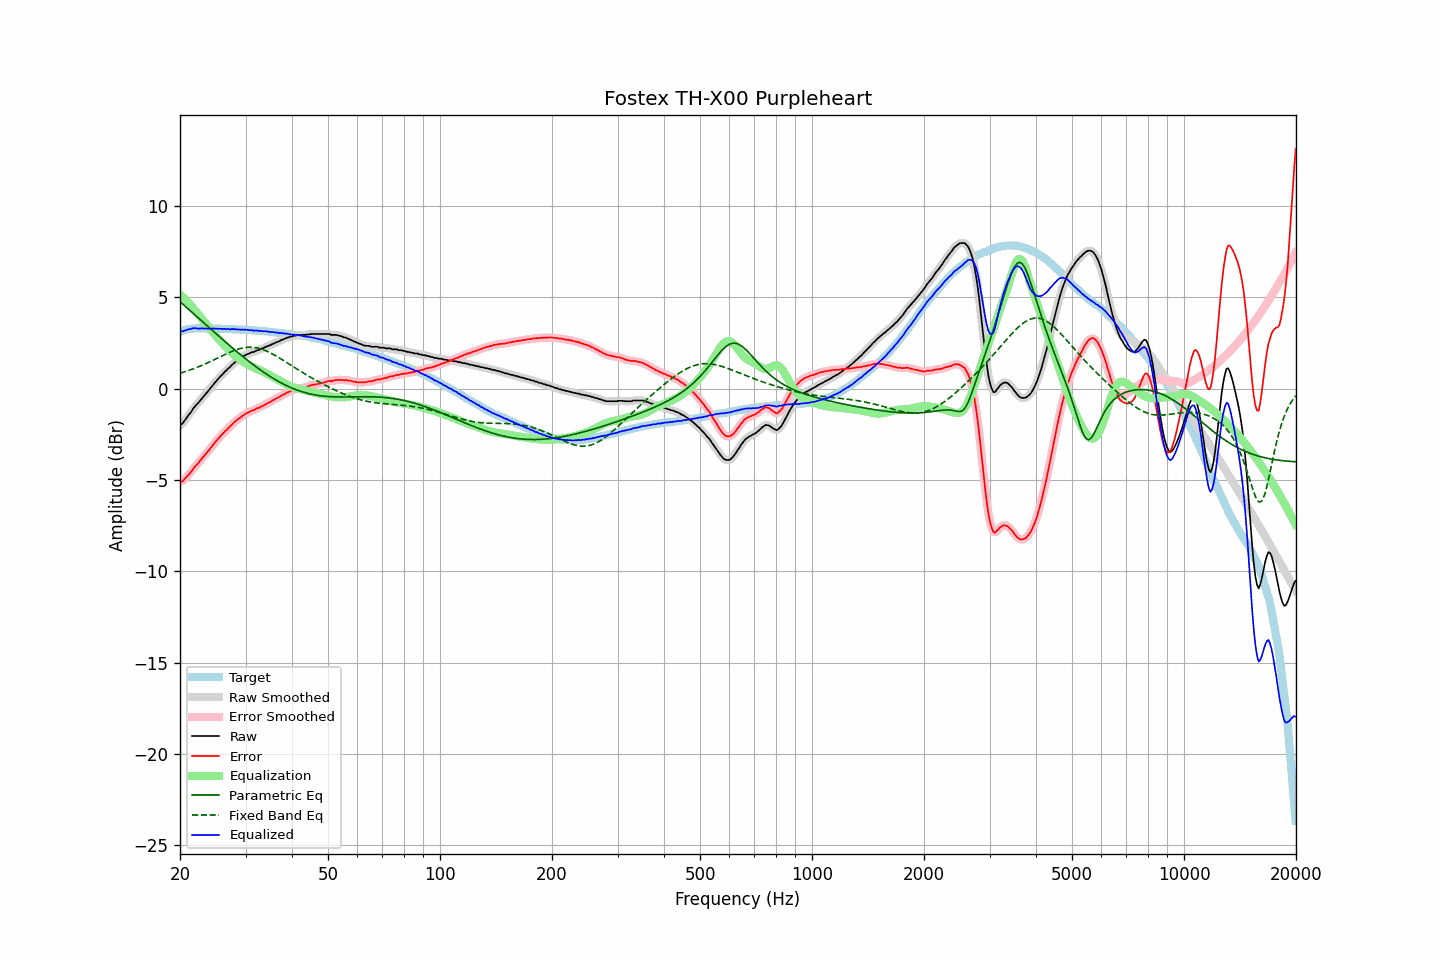 Fostex TH-X00 Purpleheart
Amplitude (dBr)
10
5
0
−5
−10
−15
−20
−25
Target
Raw Smoothed
Error Smoothed
Raw
Error
Equalization
Parametric Eq
Fixed Band Eq
Equalized
20 50 100 200 500 1000 2000 5000 10000 20000
Frequency (Hz)